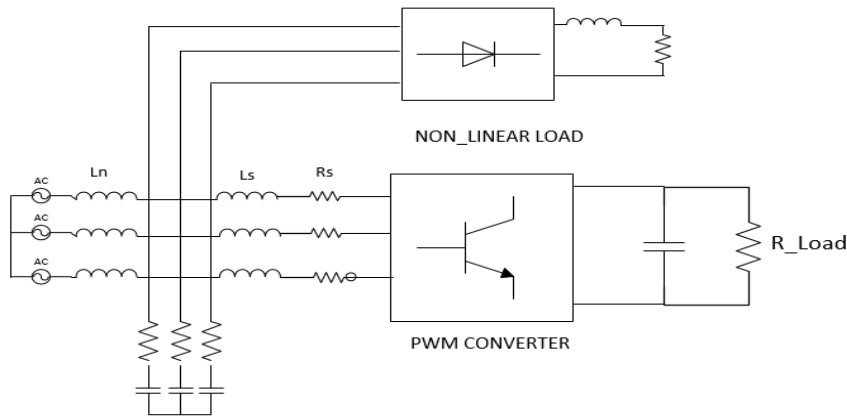 NON_LINEAR LOAD
Ln
Ls
Rs
AC
AC
AC
R_Load
PWM CONVERTER